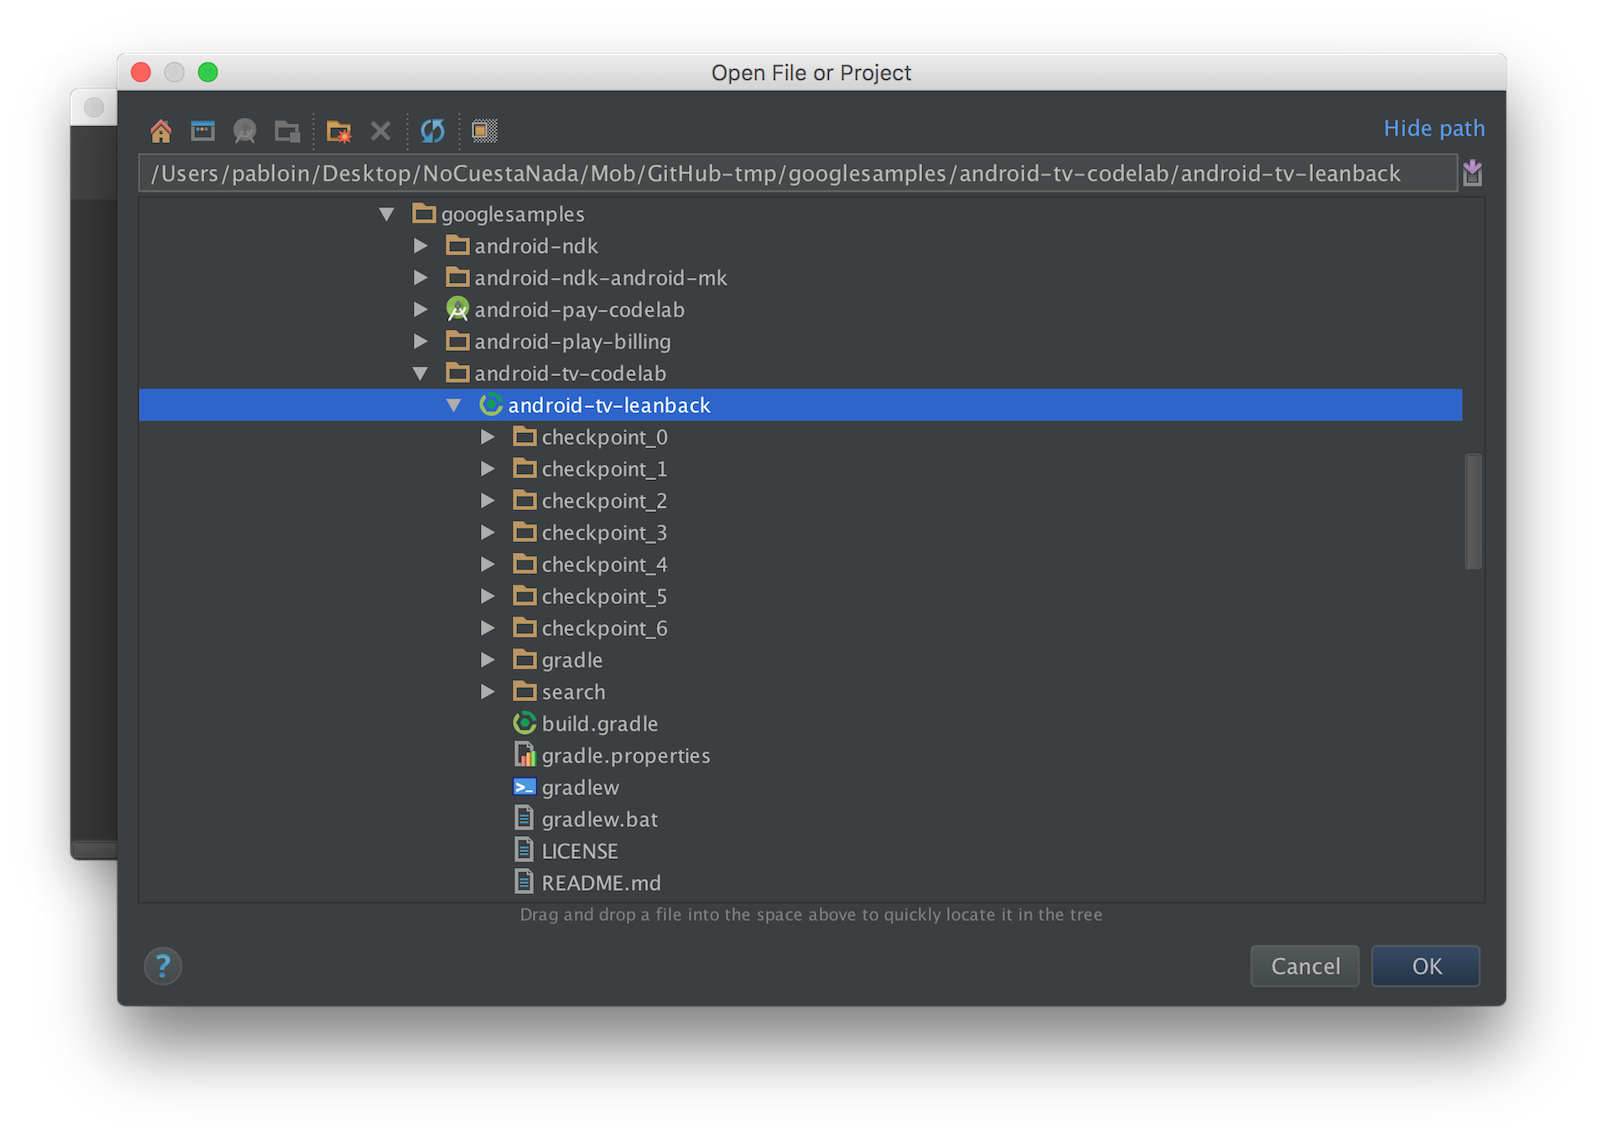 Open File or Project
Hide path
/Users/pabloin/Desktop/NoCuestaNada/Mob/GitHub-tmp/googlesamples/android-tv-codelab/android-tv-leanback
googlesamples
android-ndk
android-ndk-android-mk
android-pay-codelab
android-play-billing
android-tv-codelab
android-tv-leanback
checkpoint_0
checkpoint_1
checkpoint_2
checkpoint_3
checkpoint_4
checkpoint_5
checkpoint_6
gradle
search
build.gradle
gradle.properties
gradlew
gradlew.bat
LICENSE
README.md
Drag and drop a file into the space above to quickly locate it in the tree
? Cancel OK